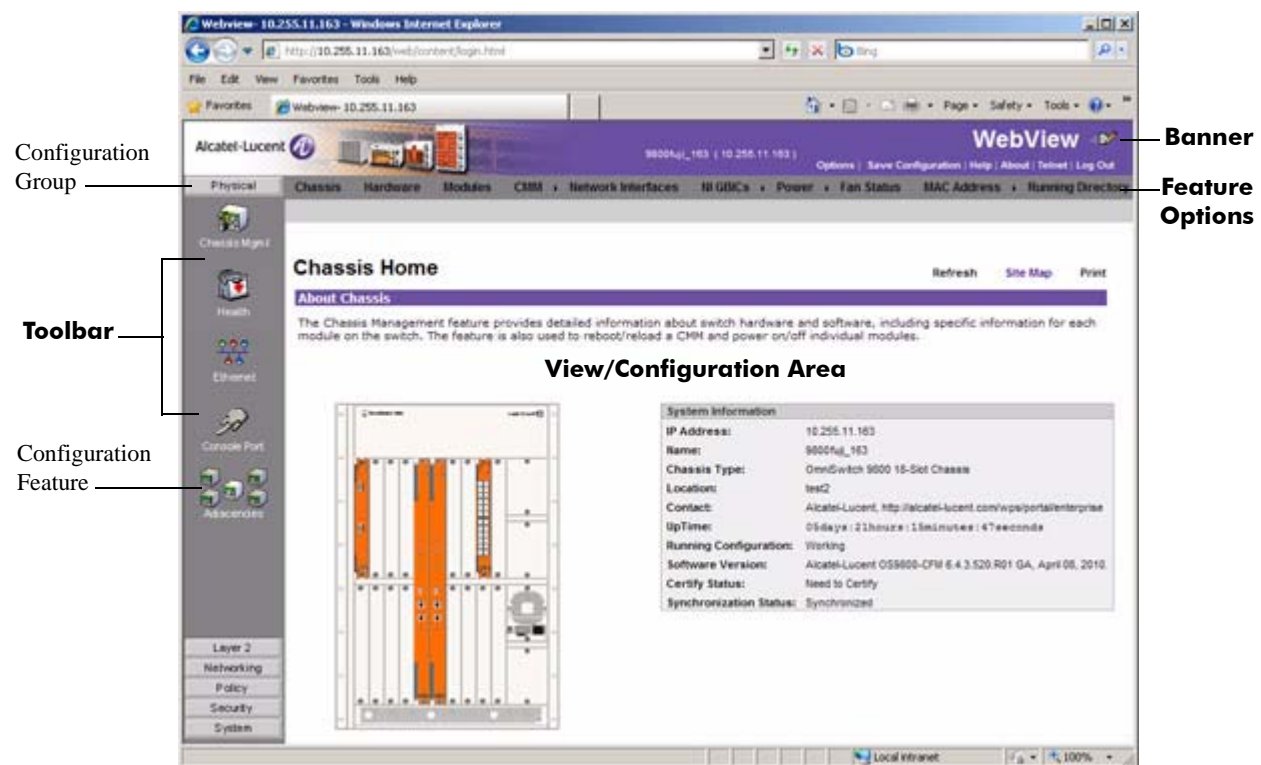 Webview- 10.255.11.163 - Windows Internet Explorer
http://10.255.11.163/web/content/login.html
Bing
File Edit View Favorites Tools Help
Favorites Webview- 10.255.11.163 Page Safety Tools
Alcatel-Lucent
9800fuji_163 ( 10.255.11.163 )
WebView
Options | Save Configuration | Help | About | Telnet | Log Out
Banner
Configuration
Group
Physical
Chassis Hardware Modules CMM Network Interfaces NI GBICs Power Fan Status MAC Address Running Directory
Feature
Options
Chassis Mgmt
Chassis Home
Refresh Site Map Print
About Chassis
Health
The Chassis Management feature provides detailed information about switch hardware and software, including specific information for each
module on the switch. The feature is also used to reboot/reload a CMM and power on/off individual modules.
Toolbar
Ethernet
View/Configuration Area
Console Port
Configuration
Feature
Adjacencies
System Information
IP Address: 10.255.11.163
Name: 9800fuji_163
Chassis Type: OmniSwitch 9800 18-Slot Chassis
Location: test2
Contact: Alcatel-Lucent, http://alcatel-lucent.com/wps/portal/enterprise
UpTime: 05days:21hours:15minutes:47seconds
Running Configuration: Working
Software Version: Alcatel-Lucent OS9800-CFM 6.4.3.520.R01 GA, April 08, 2010.
Certify Status: Need to Certify
Synchronization Status: Synchronized
Layer 2
Networking
Policy
Security
System
Local intranet 100%